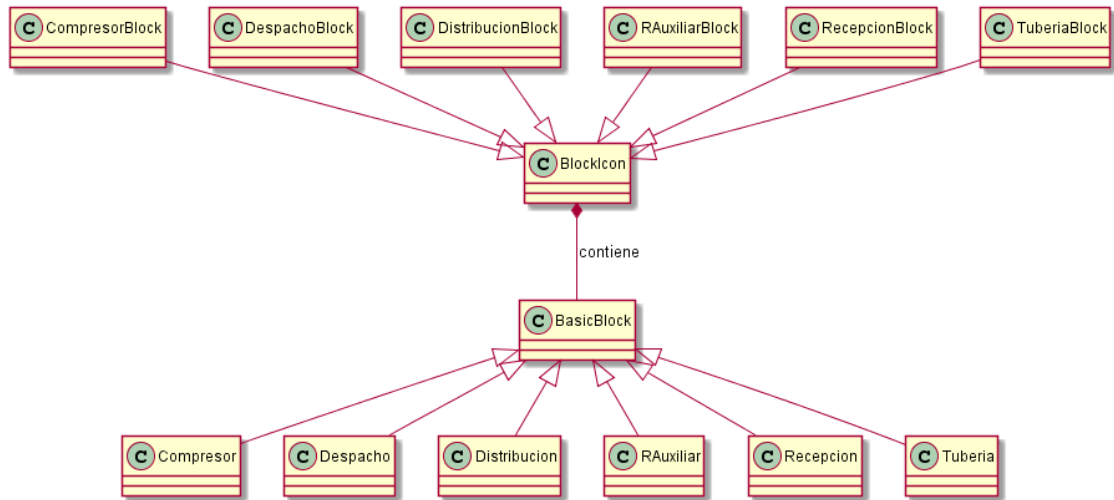 C CompresorBlock
C DespachoBlock
C DistribucionBlock
C RAuxiliarBlock
C RecepcionBlock
C TuberiaBlock
C BlockIcon
contiene
C BasicBlock
C Compresor
C Despacho
C Distribucion
C RAuxiliar
C Recepcion
C Tuberia